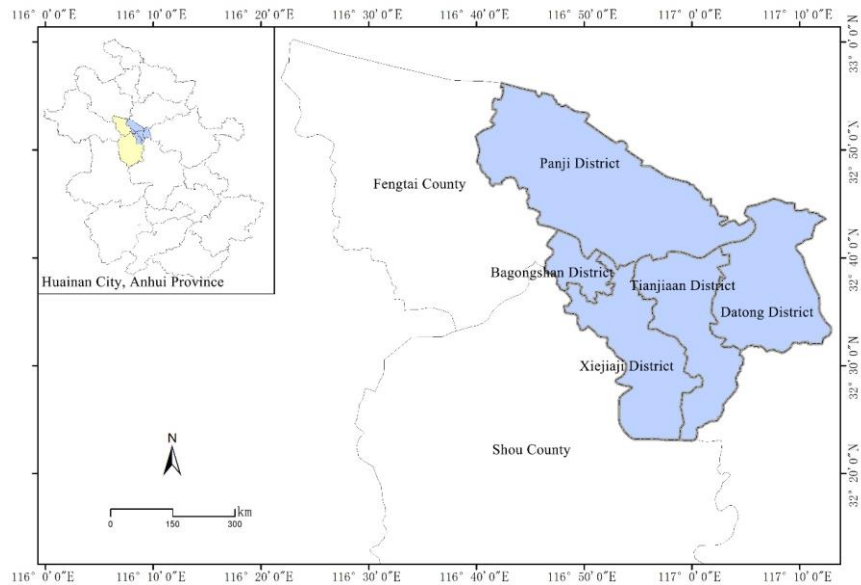 116° 0′0″E 116° 10′0″E 116° 20′0″E 116° 30′0″E 116° 40′0″E 116° 50′0″E 117° 0′0″E 117° 10′0″E
33° 0′0″N
32° 50′0″N
32° 40′0″N
32° 30′0″N
32° 20′0″N
Huainan City, Anhui Province
Panji District
Fengtai County
Bagongshan District
Tianjiaan District
Datong District
Xiejiaji District
Shou County
N
km
0 150 300
116° 0′0″E 116° 10′0″E 116° 20′0″E 116° 30′0″E 116° 40′0″E 116° 50′0″E 117° 0′0″E 117° 10′0″E